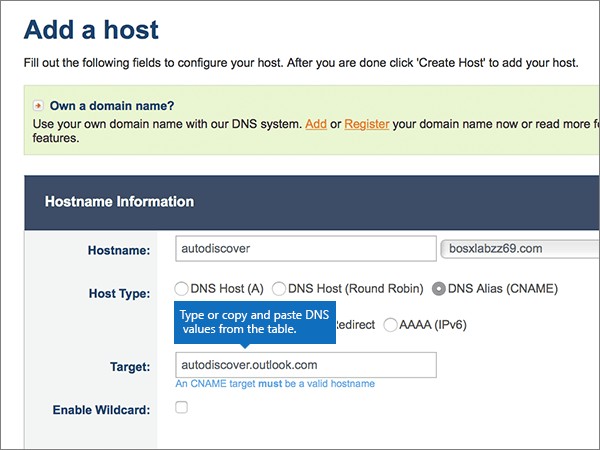 Add a host
Fill out the following fields to configure your host. After you are done click 'Create Host' to add your host.
Own a domain name?
Use your own domain name with our DNS system. Add or Register your domain name now or read more
features.
Hostname Information
Hostname: autodiscover bosxlabzz69.com
Host Type: DNS Host (A) DNS Host (Round Robin) DNS Alias (CNAME)
Type or copy and paste DNS
values from the table.
AAAA (IPv6)
Target: autodiscover.outlook.com
An CNAME target must be a valid hostname
Enable Wildcard: